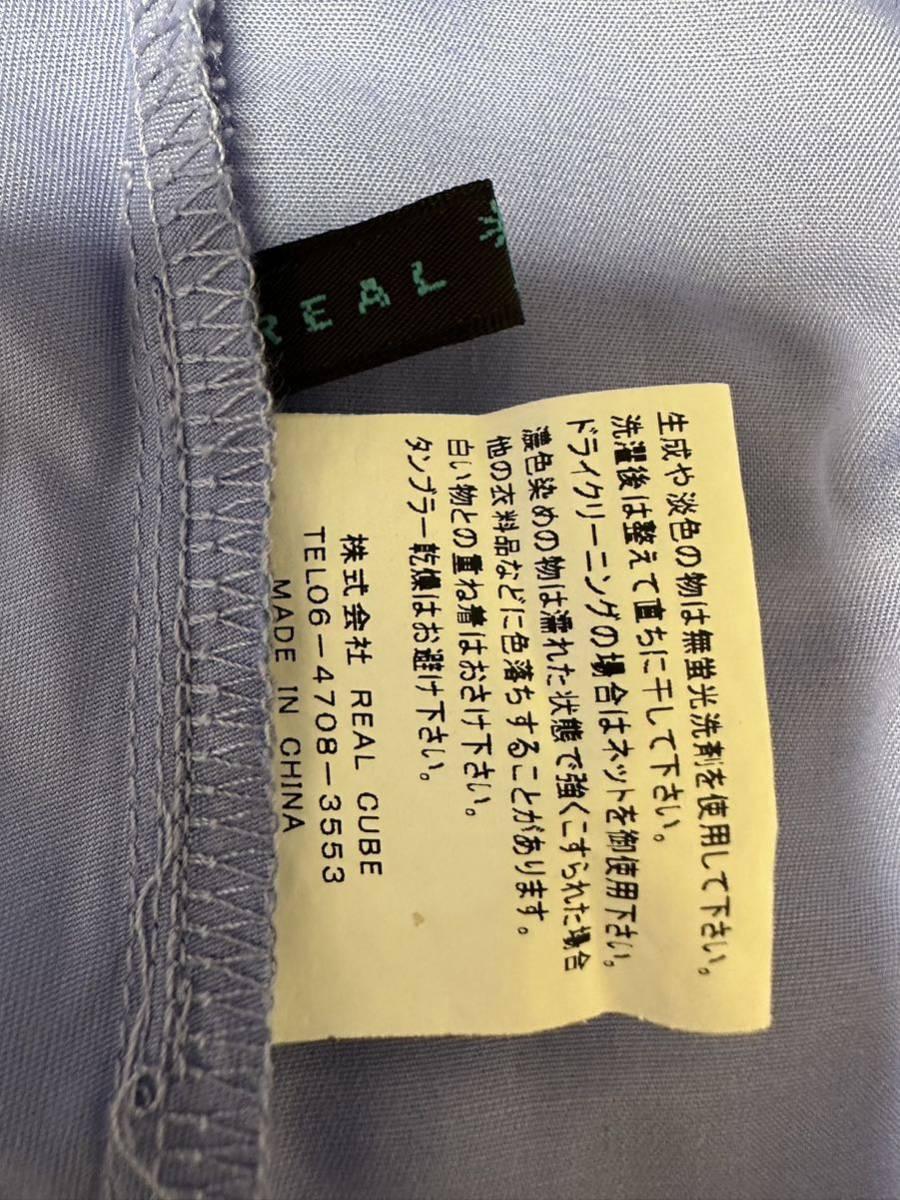 REAL
生成や淡色の物は無蛍光洗剤を使用して下さい。
洗濯後は整えて直ちに干して下さい。
ドライクリーニングの場合はネットを御使用下さい。
濃色染めの物は濡れた状態で強くこすられた場合
他の衣料品などに色落ちすることがあります。
白い物との重ね着はおさけ下さい。
タンブラー乾燥はお避け下さい。
株式会社 REAL CUBE
TEL06-4708-3553
MADE IN CHINA